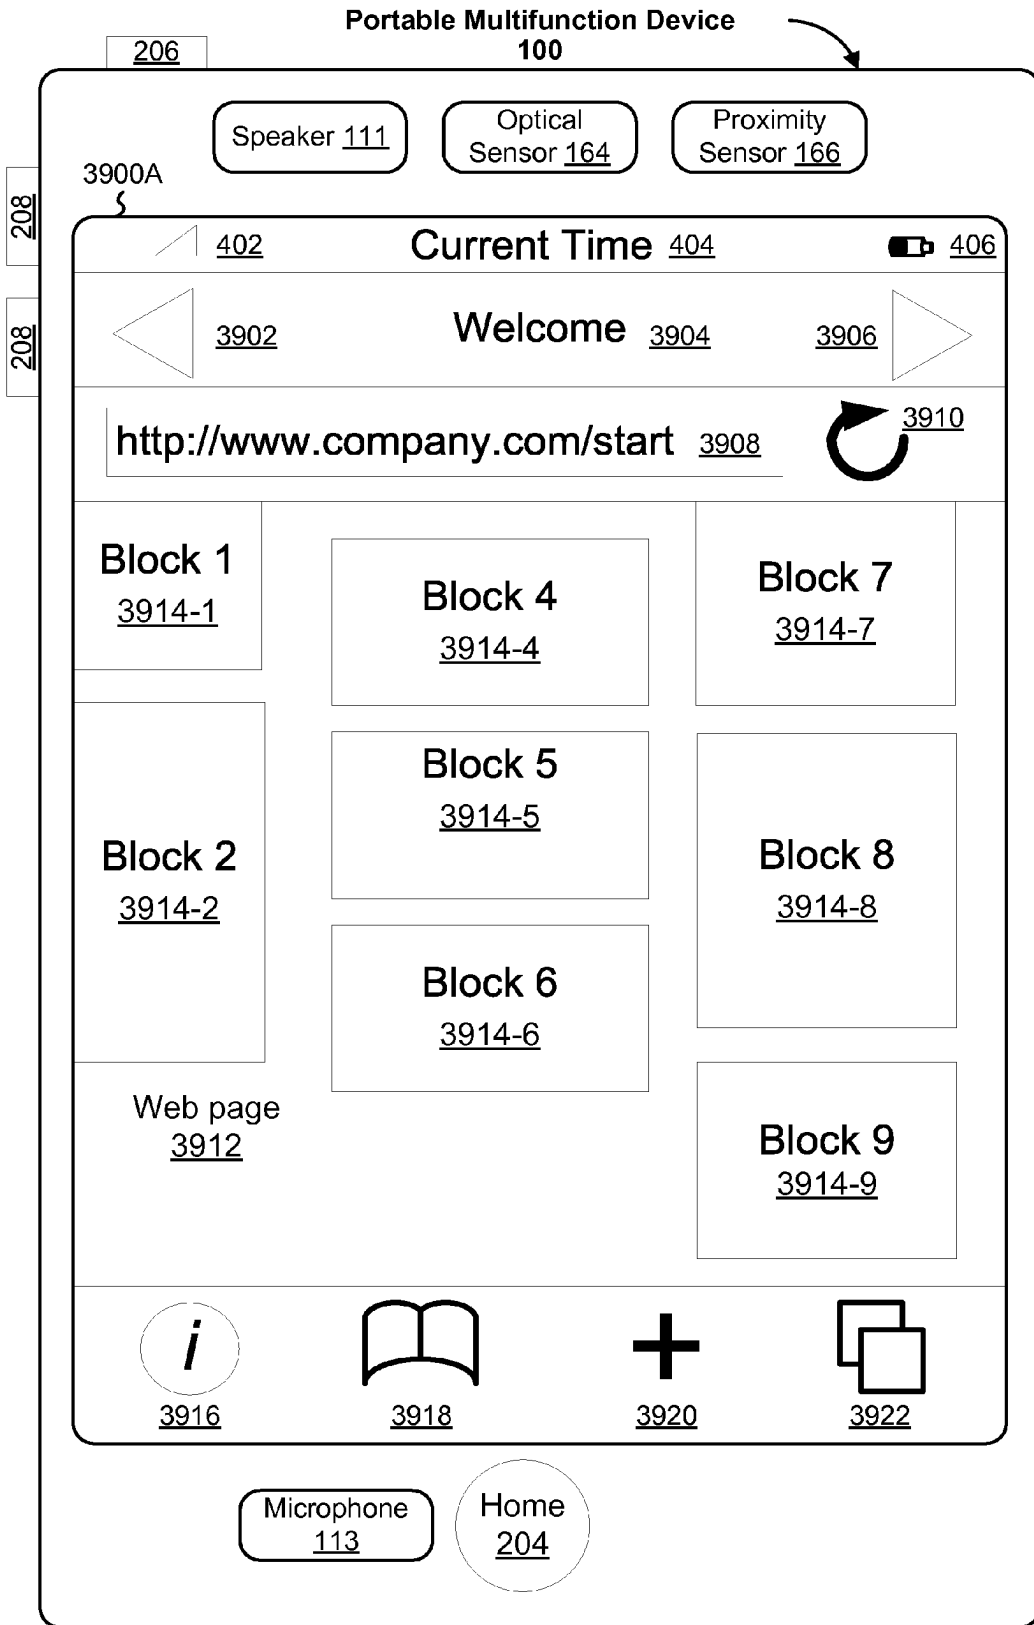 Portable Multifunction Device
100
206
Speaker 111
Optical
Sensor 164
Proximity
Sensor 166
3900A
208
208
402
Current Time 404
406
3902
Welcome 3904
3906
http://www.company.com/start 3908
3910
Block 1
3914-1
Block 4
3914-4
Block 7
3914-7
Block 2
3914-2
Block 5
3914-5
Block 8
3914-8
Block 6
3914-6
Web page
3912
Block 9
3914-9
i
3916
3918
3920
3922
Microphone
113
Home
204